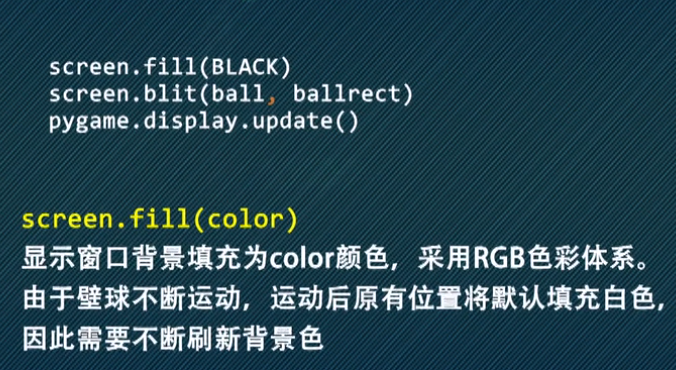 screen.fill(BLACK)
screen.blit(ball, ballrect)
pygame.display.update()
screen.fill(color)
显示窗口背景填充为color颜色，采用RGB色彩体系。
由于壁球不断运动，运动后原有位置将默认填充白色，
因此需要不断刷新背景色